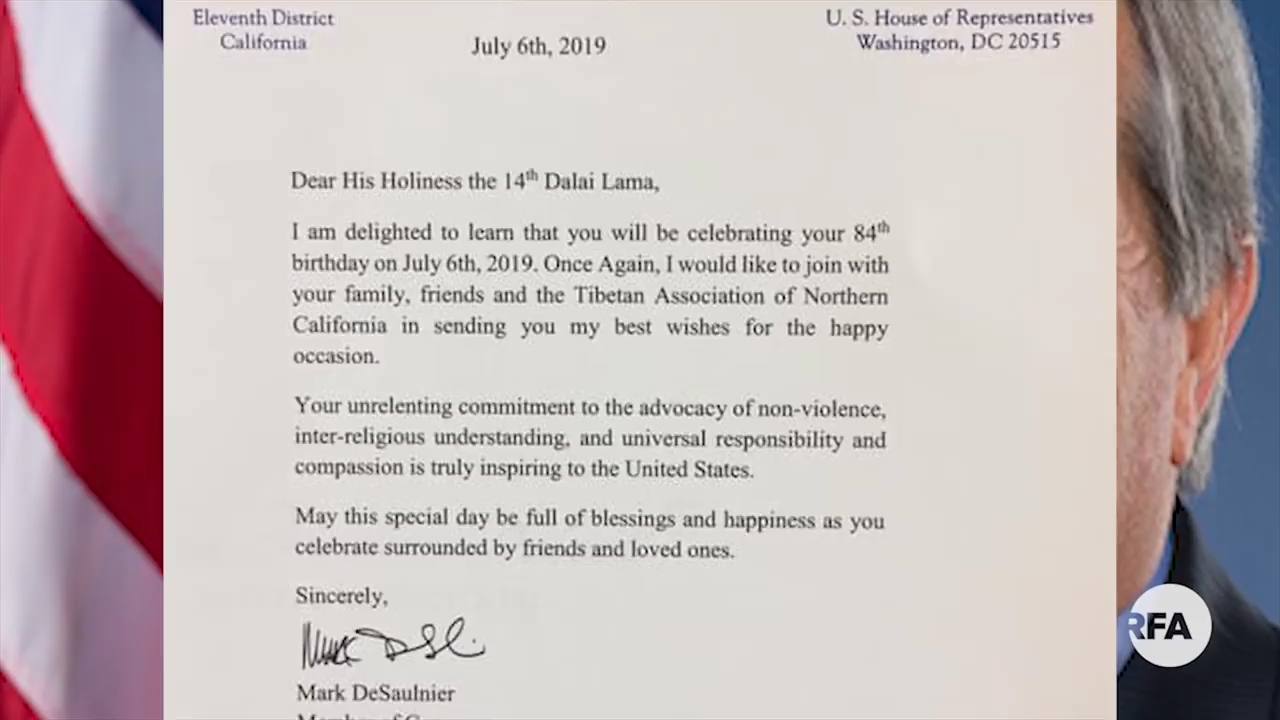 Eleventh District
California
July 6th, 2019
U. S. House of Representatives
Washington, DC 20515
Dear His Holiness the 14th Dalai Lama,
I am delighted to learn that you will be celebrating your 84th
birthday on July 6th, 2019. Once Again, I would like to join with
your family, friends and the Tibetan Association of Northern
California in sending you my best wishes for the happy
occasion.
Your unrelenting commitment to the advocacy of non-violence,
inter-religious understanding, and universal responsibility and
compassion is truly inspiring to the United States.
May this special day be full of blessings and happiness as you
celebrate surrounded by friends and loved ones.
Sincerely,
Mark DeSaulnier
RFA